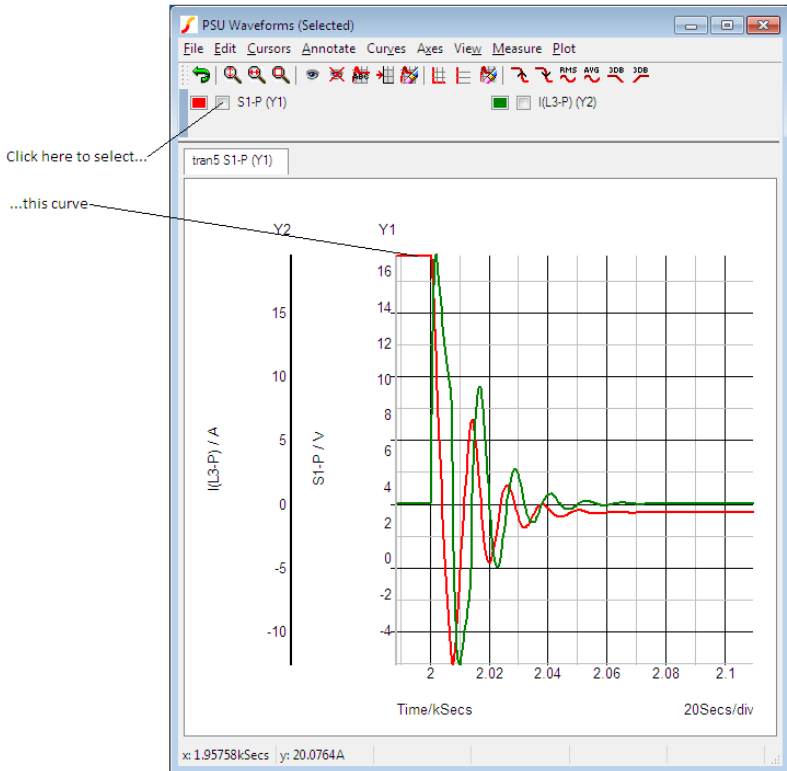 PSU Waveforms (Selected)
File Edit Cursors Annotate Curves Axes View Measure Plot
ABC RMS AVG 3DB 3DB
S1-P (Y1) I(L3-P) (Y2)
Click here to select...
tran5 S1-P (Y1)
...this curve
Y2 Y1
16
15 14
12
10 10
8
5 6
I(L3-P) / A S1-P / V
4
0 2
0
-5 -2
-10 -4
2 2.02 2.04 2.06 2.08 2.1
Time/kSecs 20Secs/div
x: 1.95758kSecs y: 20.0764A